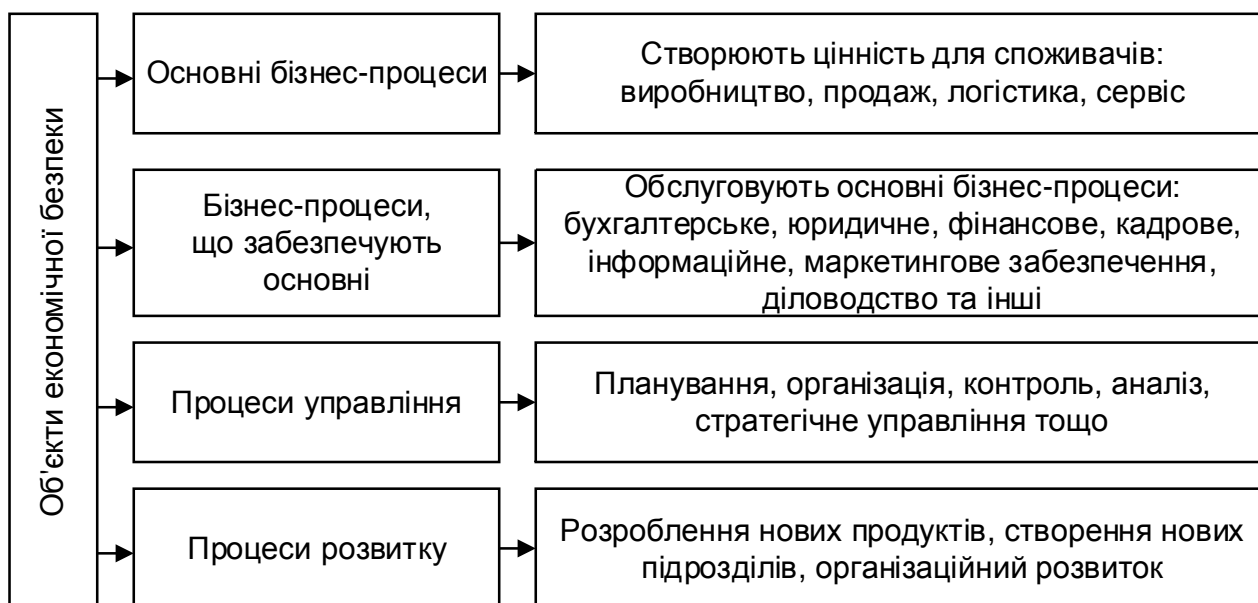 Об'єкти економічної безпеки
Основні бізнес-процеси
Створюють цінність для споживачів:
виробництво, продаж, логістика, сервіс
Бізнес-процеси,
що забезпечують
основні
Обслуговують основні бізнес-процеси:
бухгалтерське, юридичне, фінансове, кадрове,
інформаційне, маркетингове забезпечення,
діловодство та інші
Процеси управління
Планування, організація, контроль, аналіз,
стратегічне управління тощо
Процеси розвитку
Розроблення нових продуктів, створення нових
підрозділів, організаційний розвиток